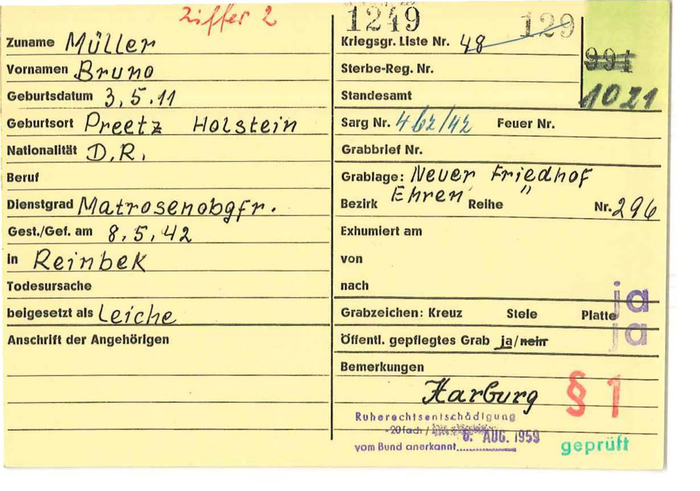 Ziffer 2
1249
129
Zuname Müller
Kriegsgr. Liste Nr. 48
Vornamen Bruno
Sterbe-Reg. Nr.
991
Geburtsdatum 3.5.11
Standesamt
1021
Geburtsort Preetz Holstein
Sarg Nr. 462/42 Feuer Nr.
Nationalität D.R.
Grabbrief Nr.
Beruf
Grablage: Neuer Friedhof
Dienstgrad Matrosenobgfr.
Bezirk Ehren Reihe " Nr. 296
Gest./Gef. am 8.5.42
Exhumiert am
in Reinbek
von
Todesursache
nach
ja
beigesetzt als Leiche
Grabzeichen: Kreuz Stele Platte
ja
Anschrift der Angehörigen
Öffentl. gepflegtes Grab ja/nein
Bemerkungen
Harburg
§ 1
Ruherechtsentschädigung
-20fach /
6. AUG. 1959
vom Bund anerkannt
geprüft